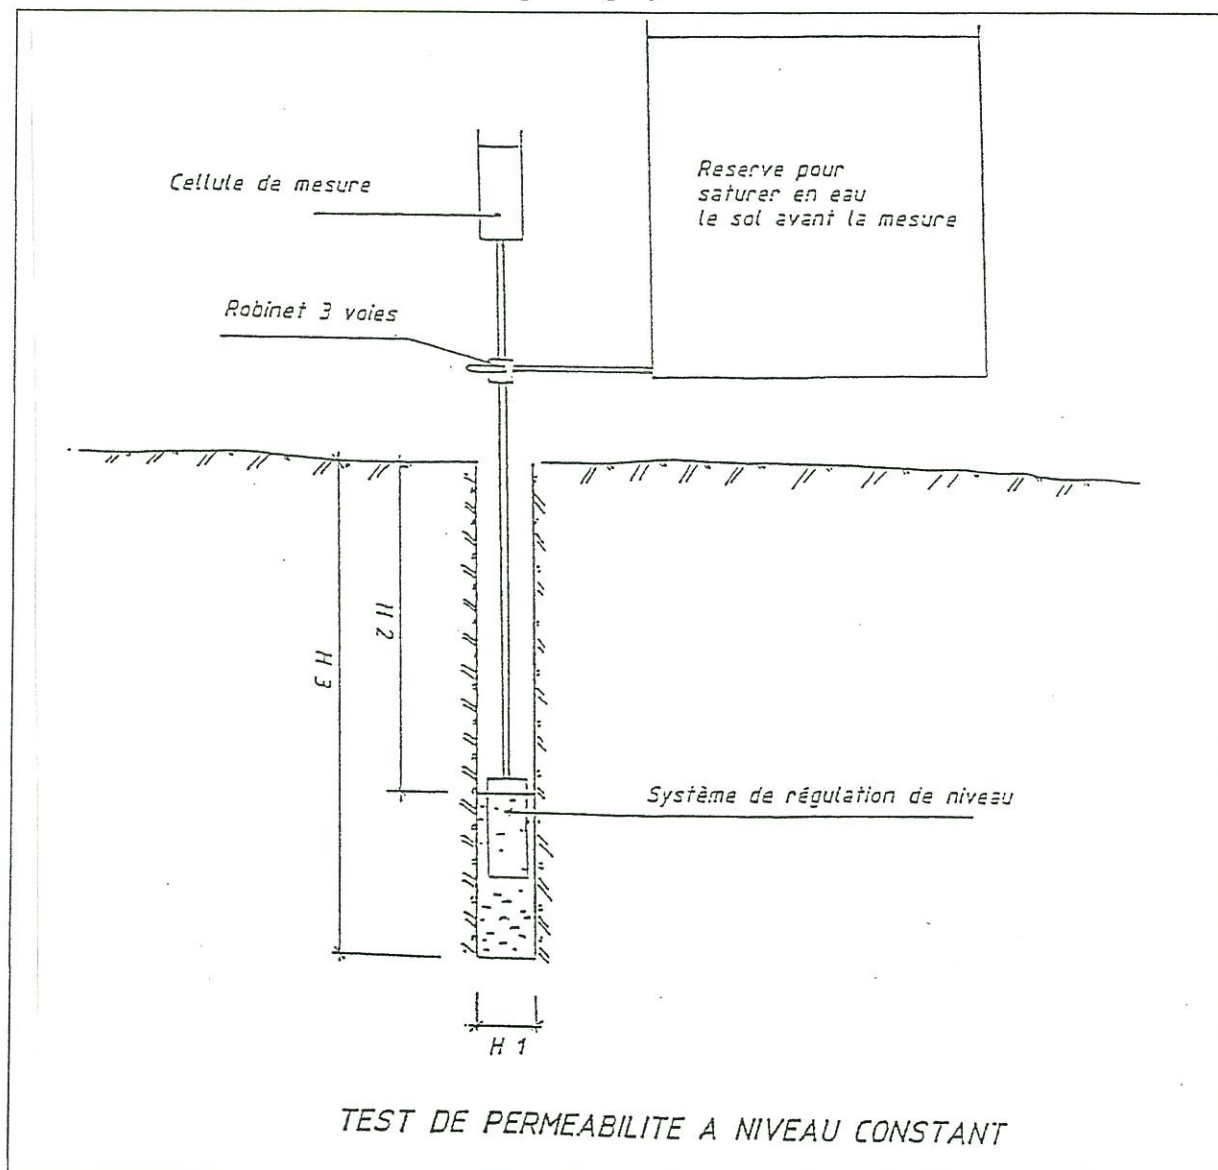 Cellule de mesure
Reserve pour
saturer en eau
le sol avant la mesure
Robinet 3 voies
H 2
H 3
Système de régulation de niveau
H 1
TEST DE PERMEABILITE A NIVEAU CONSTANT